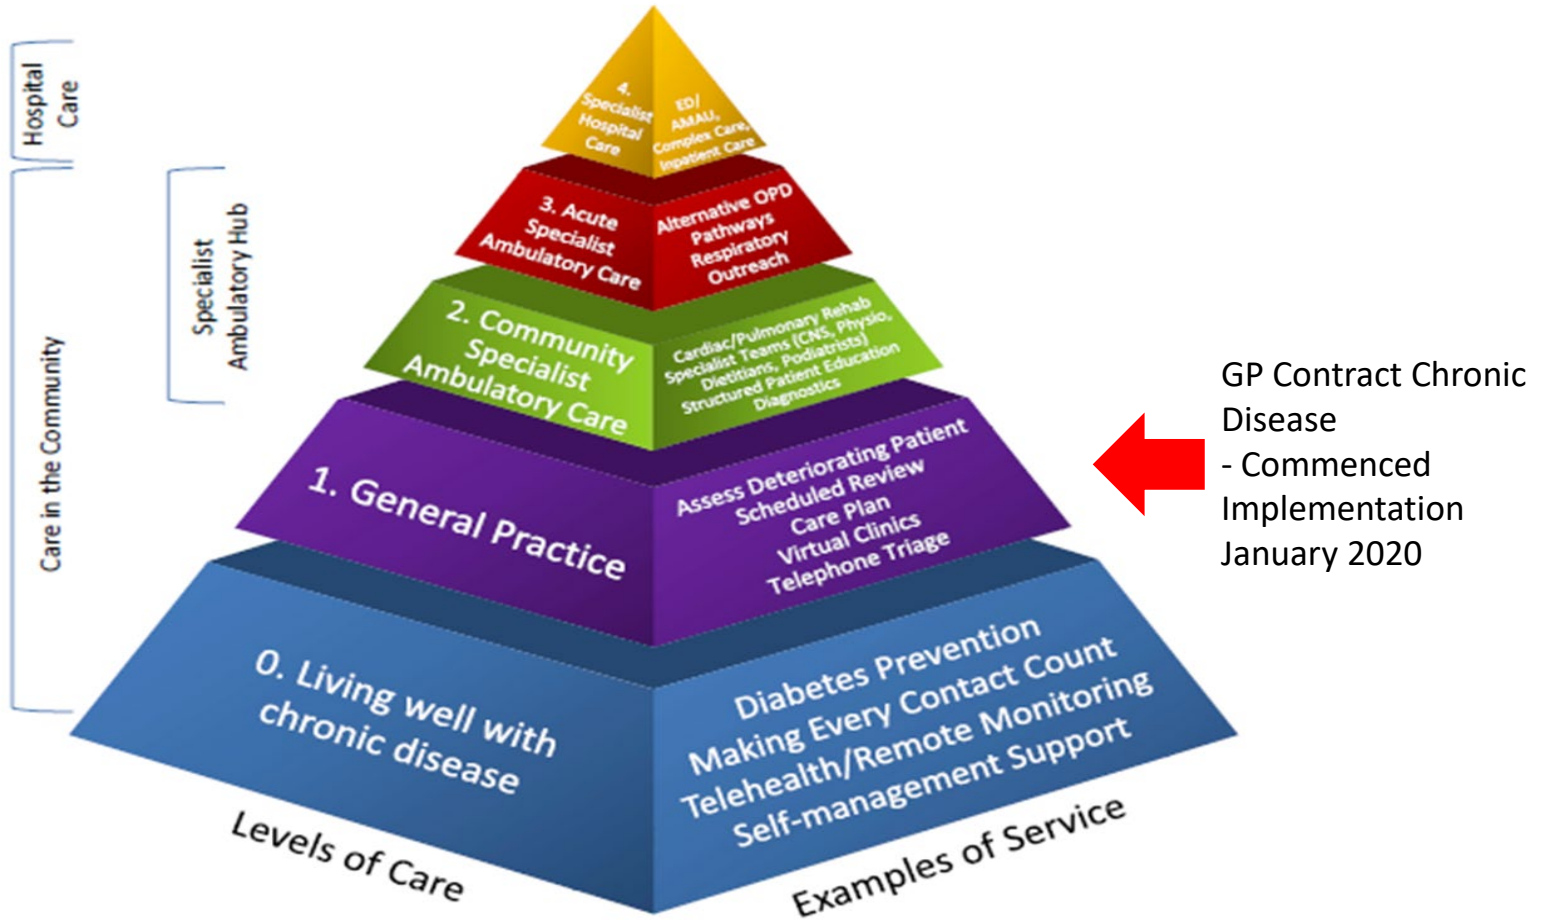 Hospital
Care
Care in the Community
Specialist
Ambulatory Hub
4.
Specialist
Hospital
Care
ED/
AMAU,
Complex Care,
Inpatient Care
3. Acute
Specialist
Ambulatory Care
Alternative OPD
Pathways
Respiratory
Outreach
2. Community
Specialist
Ambulatory Care
Cardiac/Pulmonary Rehab
Specialist Teams (CNS, Physio,
Dietitians, Podiatrists)
Structured Patient Education
Diagnostics
1. General Practice
Assess Deteriorating Patient
Scheduled Review
Care Plan
Virtual Clinics
Telephone Triage
0. Living well with
chronic disease
Diabetes Prevention
Making Every Contact Count
Telehealth/Remote Monitoring
Self-management Support
Levels of Care
Examples of Service
GP Contract Chronic
Disease
- Commenced
Implementation
January 2020